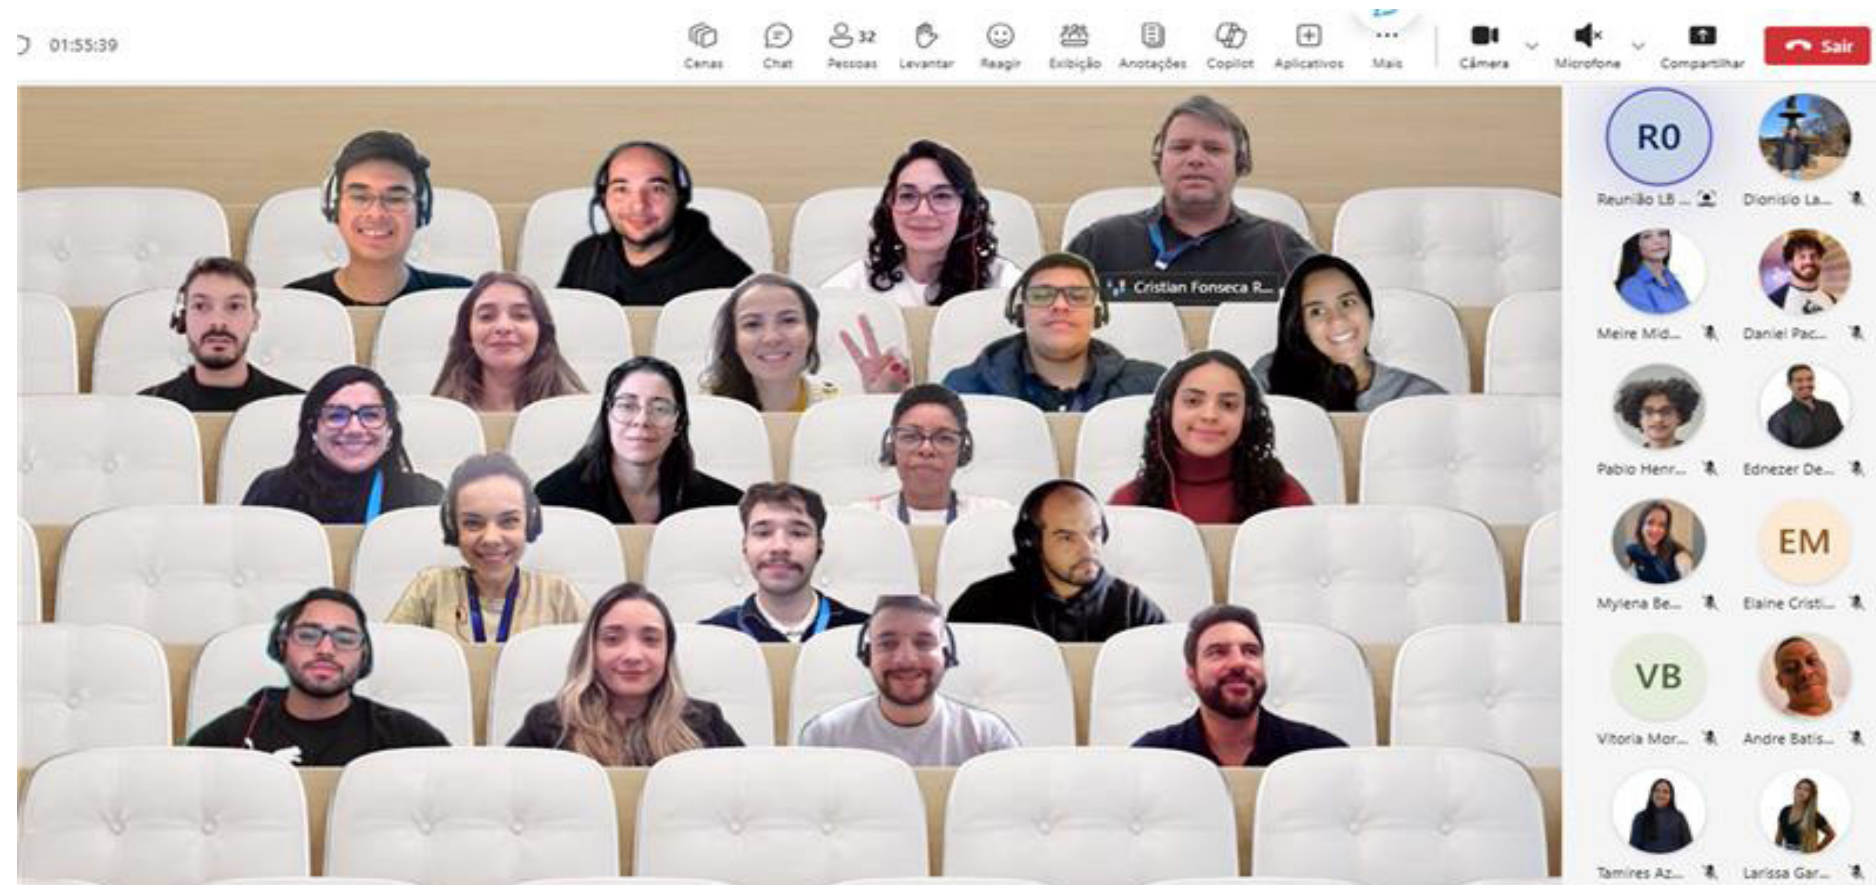 01:55:39
32
Cenas
Chat
Pessoas
Levantar
Reagir
Exibição
Anotações
Copilot
Aplicativos
Mais
Câmera
Microfone
Compartilhar
Sair
Cristian Fonseca R...
R0
Reunião LB ...
Dionisio La...
Meire Mid...
Daniel Pac...
Pablo Henr...
Ednezer De...
Mylena Be...
EM
Elaine Cristi...
VB
Vitoria Mor...
Andre Batis...
Tamires Az...
Larissa Gar...